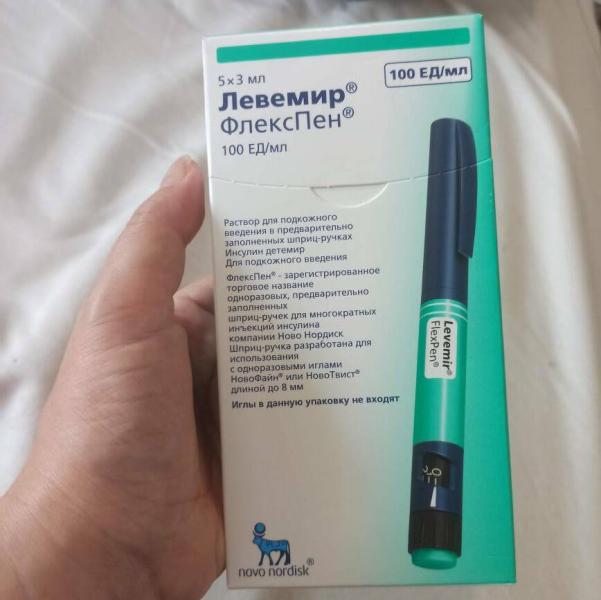 5×3 мл
100 ЕД/мл
Левемир®
ФлексПен®
100 ЕД/мл
Раствор для подкожного
введения в предварительно
заполненных шприц-ручках
Инсулин детемир
Для подкожного введения
ФлексПен® - зарегистрированное
торговое название
одноразовых, предварительно
заполненных
шприц-ручек для многократных
инъекций инсулина
компании Ново Нордиск
Шприц-ручка разработана для
использования
с одноразовыми иглами
НовоФайн® или НовоТвист®
длиной до 8 мм
Иглы в данную упаковку не входят
Levemir®
FlexPen®
novo nordisk®